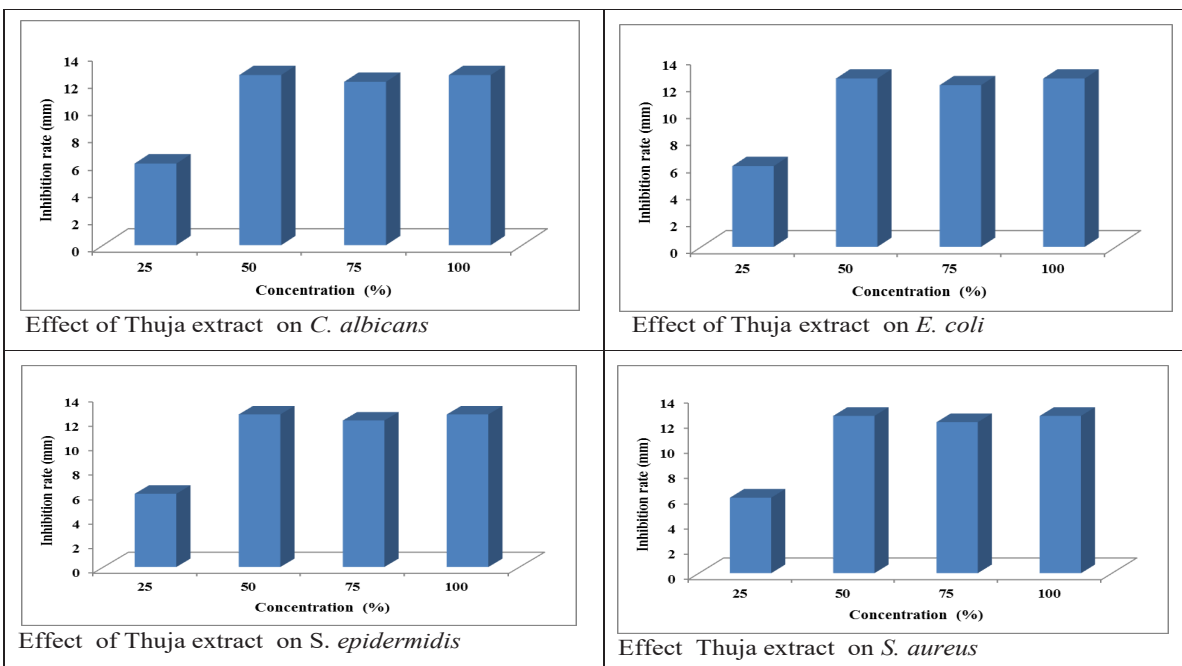 14
12
10
8
6
4
2
0
Inhibition rate (mm)
25 50 75 100
Concentration (%)
Effect of Thuja extract on C. albicans
14
12
10
8
6
4
2
0
Inhibition rate (mm)
25 50 75 100
Concentration (%)
Effect of Thuja extract on E. coli
14
12
10
8
6
4
2
0
Inhibition rate (mm)
25 50 75 100
Concentration (%)
Effect of Thuja extract on S. epidermidis
14
12
10
8
6
4
2
0
Inhibition rate (mm)
25 50 75 100
Concentration (%)
Effect Thuja extract on S. aureus